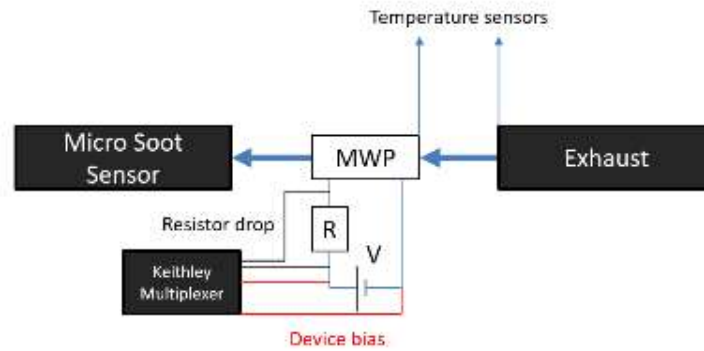 Temperature sensors
Micro Soot
Sensor
MWP
Exhaust
Resistor drop
R
V
Keithley
Multiplexer
Device bias